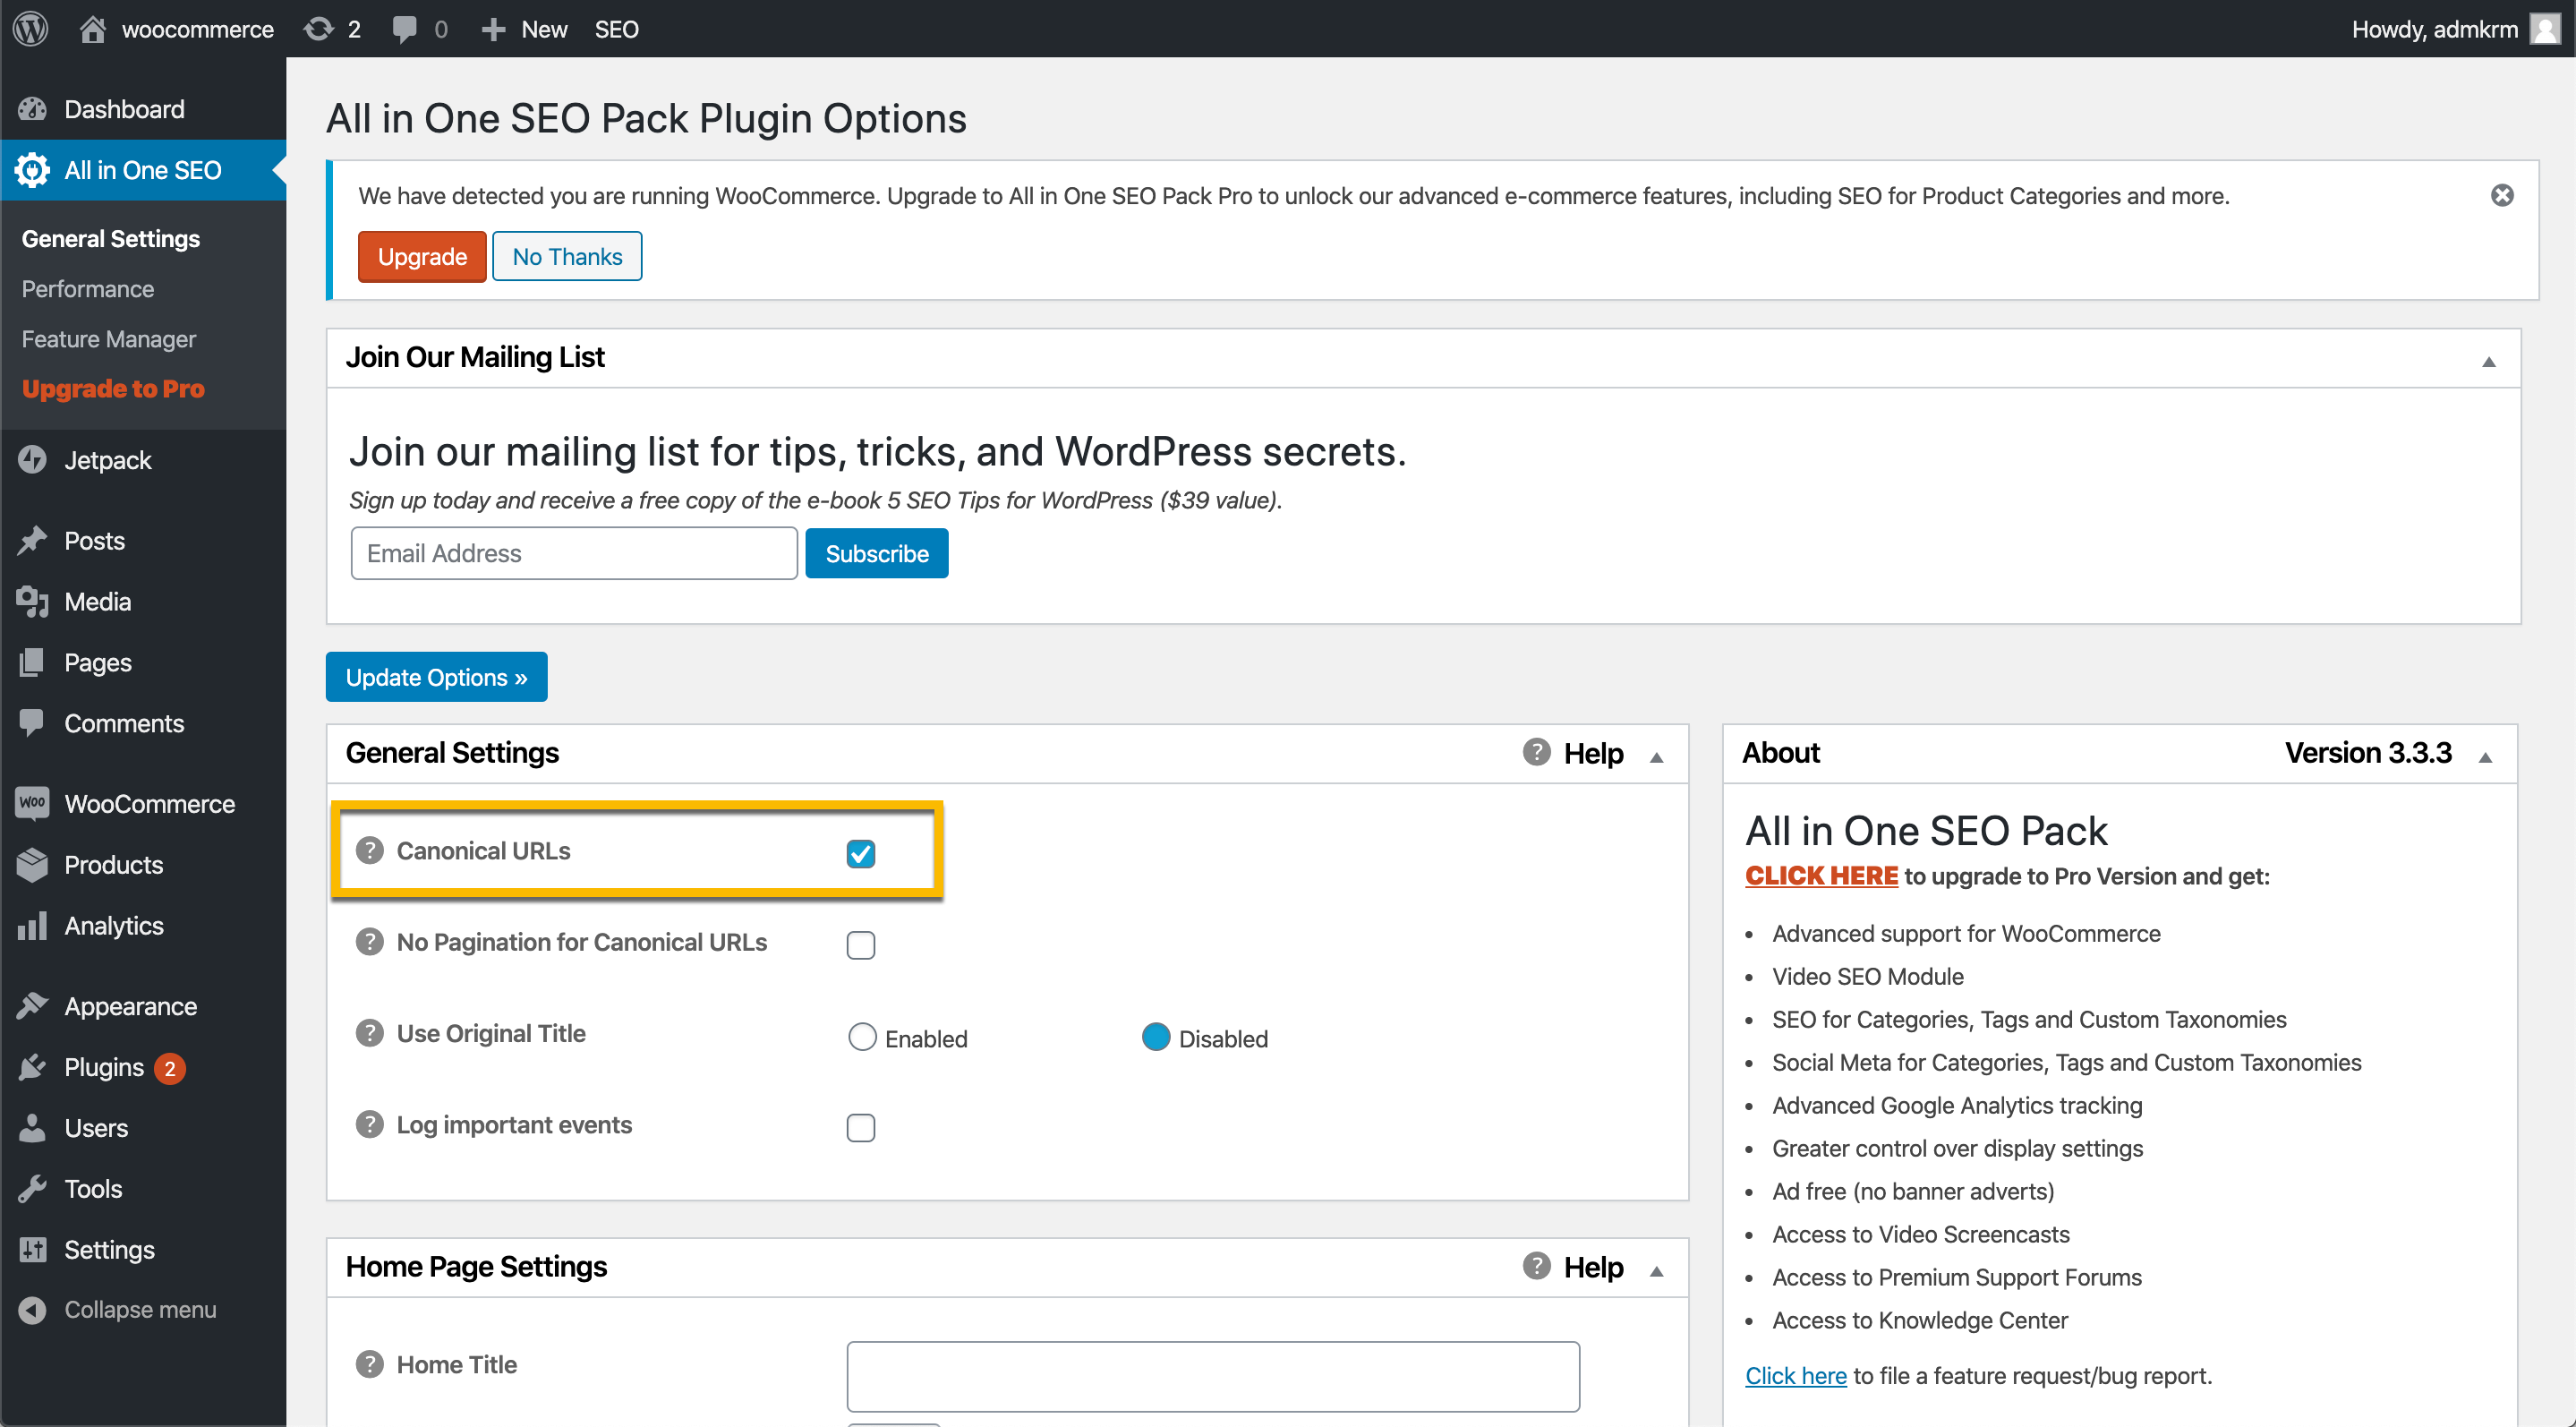 woocommerce 2 0 New SEO Howdy, admkrm
Dashboard
All in One SEO
General Settings
Performance
Feature Manager
Upgrade to Pro
Jetpack
Posts
Media
Pages
Comments
Woo WooCommerce
Products
Analytics
Appearance
Plugins 2
Users
Tools
Settings
Collapse menu
All in One SEO Pack Plugin Options
We have detected you are running WooCommerce. Upgrade to All in One SEO Pack Pro to unlock our advanced e-commerce features, including SEO for Product Categories and more.
Upgrade No Thanks
Join Our Mailing List
Join our mailing list for tips, tricks, and WordPress secrets.
Sign up today and receive a free copy of the e-book 5 SEO Tips for WordPress ($39 value).
Email Address Subscribe
Update Options »
General Settings ? Help
? Canonical URLs
? No Pagination for Canonical URLs
? Use Original Title Enabled Disabled
? Log important events
Home Page Settings ? Help
? Home Title
About Version 3.3.3
All in One SEO Pack
CLICK HERE to upgrade to Pro Version and get:
• Advanced support for WooCommerce
• Video SEO Module
• SEO for Categories, Tags and Custom Taxonomies
• Social Meta for Categories, Tags and Custom Taxonomies
• Advanced Google Analytics tracking
• Greater control over display settings
• Ad free (no banner adverts)
• Access to Video Screencasts
• Access to Premium Support Forums
• Access to Knowledge Center
Click here to file a feature request/bug report.